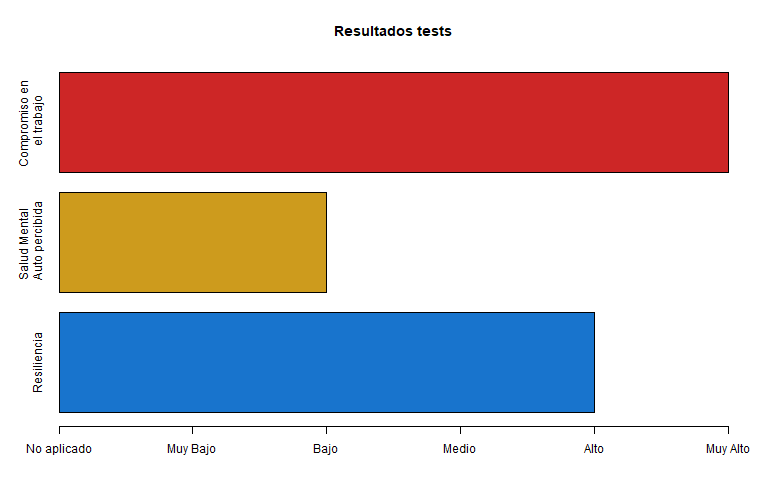 Resultados tests
Compromiso en
el trabajo
Salud Mental
Auto percibida
Resiliencia
No aplicado
Muy Bajo
Bajo
Medio
Alto
Muy Alto